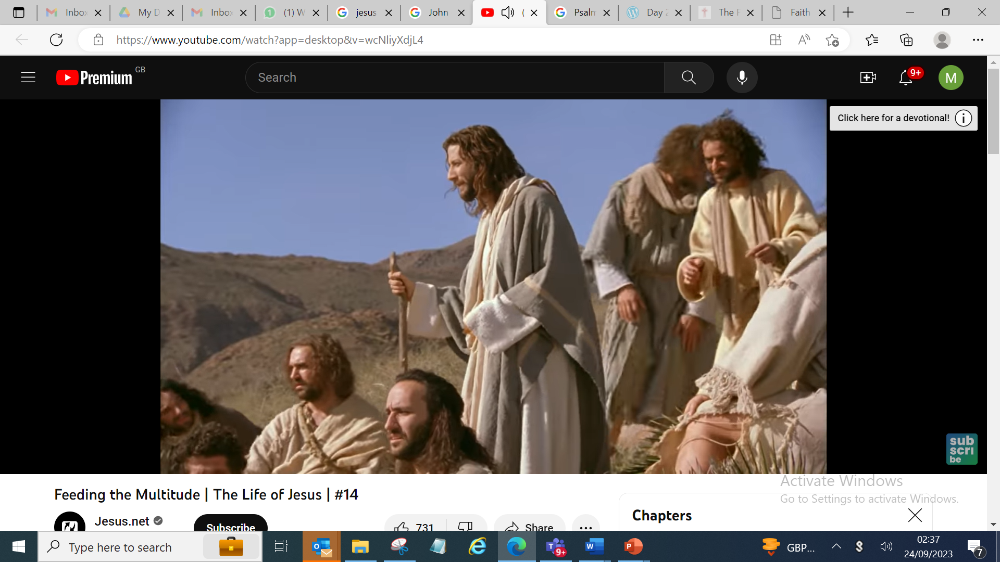 Inbox
My D
Inbox
(1) W
jesus
John
(
Psalm
Day 2
The P
Faith
https://www.youtube.com/watch?app=desktop&v=wcNIiyXdjL4
Premium GB
Search
9+
M
Click here for a devotional!
sub
scri
be
Activate Windows
Go to Settings to activate Windows.
Feeding the Multitude | The Life of Jesus | #14
Chapters
Jesus.net
Subscribe
731
Share
Type here to search
GBP...
9+
02:37
24/09/2023
7